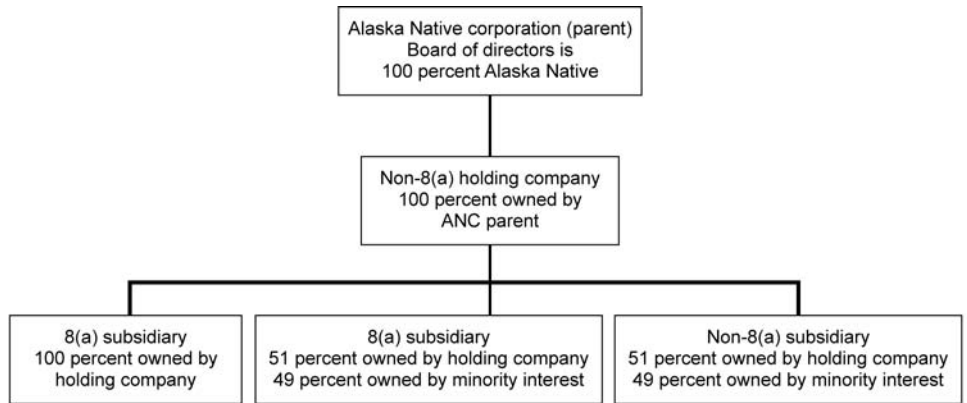 Alaska Native corporation (parent)
Board of directors is
100 percent Alaska Native
Non-8(a) holding company
100 percent owned by
ANC parent
8(a) subsidiary
100 percent owned by
holding company
8(a) subsidiary
51 percent owned by holding company
49 percent owned by minority interest
Non-8(a) subsidiary
51 percent owned by holding company
49 percent owned by minority interest